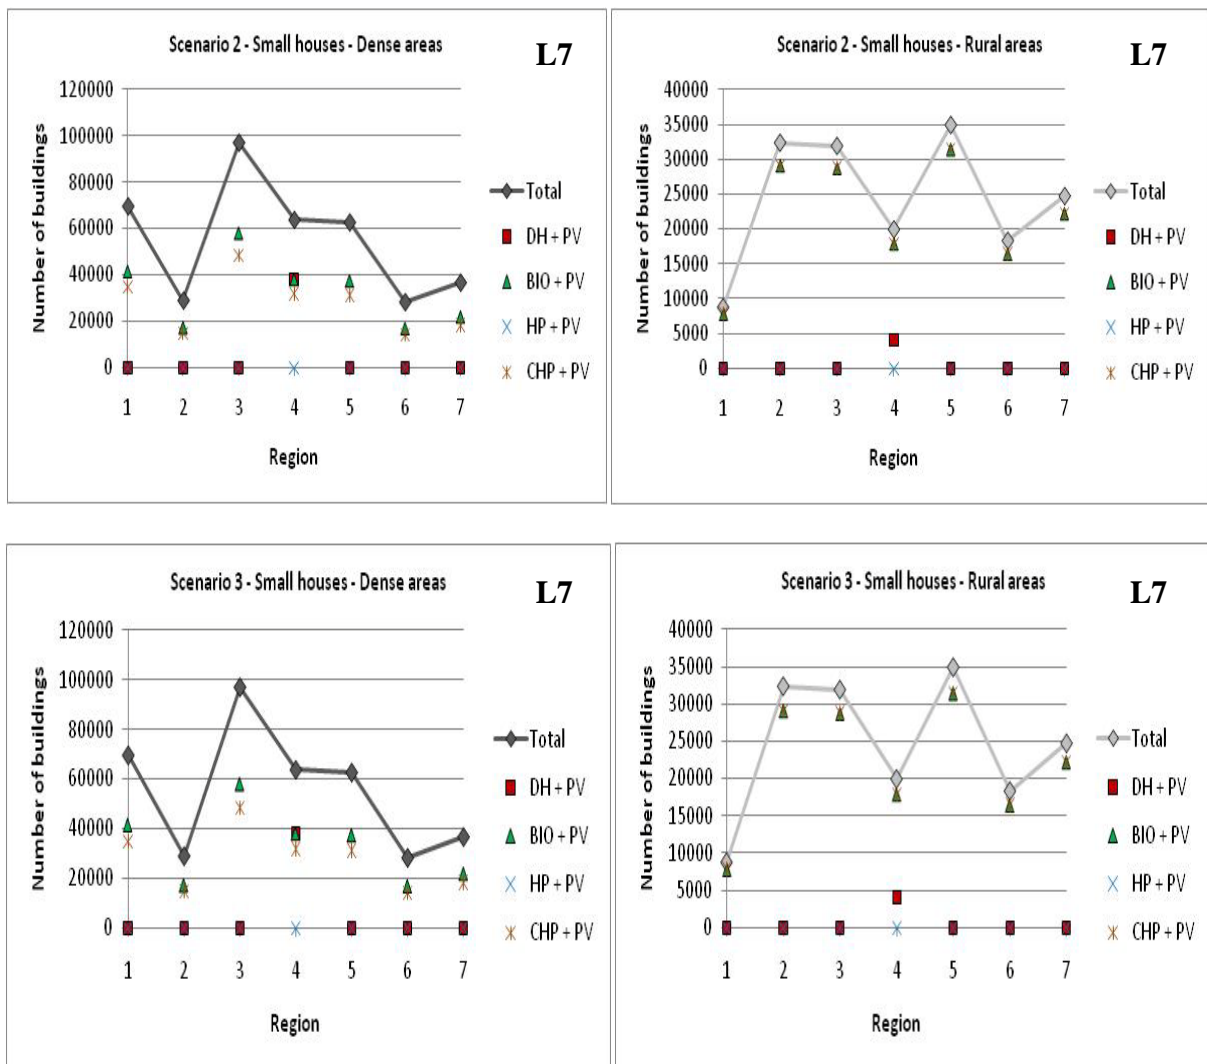 Scenario 2 - Small houses - Dense areas
L7
Number of buildings
120000
100000
80000
60000
40000
20000
0
1 2 3 4 5 6 7
Region
Total
DH + PV
BIO + PV
HP + PV
CHP + PV
Scenario 2 - Small houses - Rural areas
L7
Number of buildings
40000
35000
30000
25000
20000
15000
10000
5000
0
1 2 3 4 5 6 7
Region
Total
DH + PV
BIO + PV
HP + PV
CHP + PV
Scenario 3 - Small houses - Dense areas
L7
Number of buildings
120000
100000
80000
60000
40000
20000
0
1 2 3 4 5 6 7
Region
Total
DH + PV
BIO + PV
HP + PV
CHP + PV
Scenario 3 - Small houses - Rural areas
L7
Number of buildings
40000
35000
30000
25000
20000
15000
10000
5000
0
1 2 3 4 5 6 7
Region
Total
DH + PV
BIO + PV
HP + PV
CHP + PV